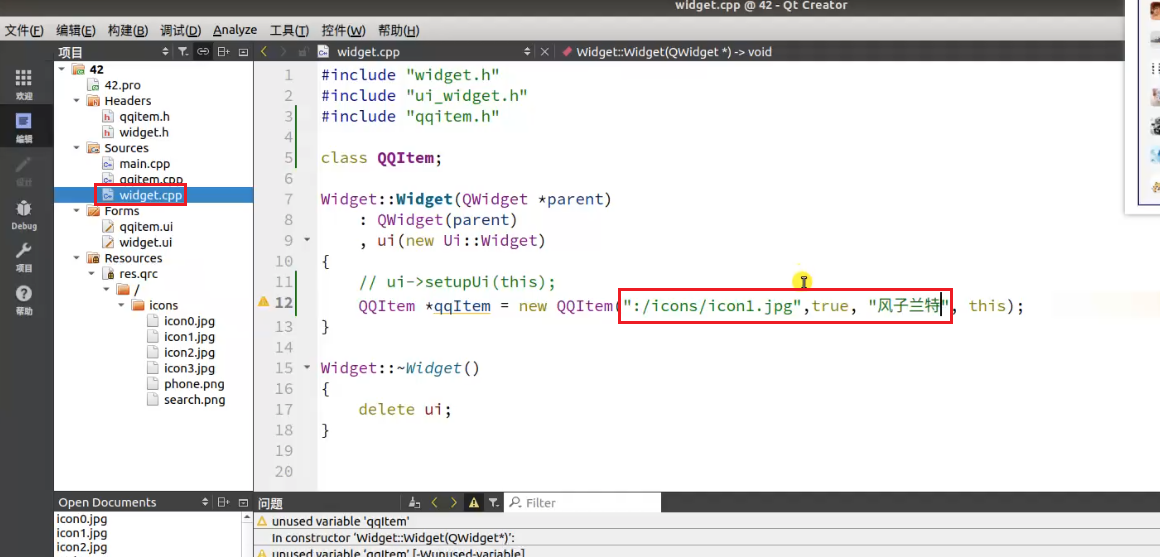 widget.cpp @ 42 - Qt Creator
文件(F) 编辑(E) 构建(B) 调试(D) Analyze 工具(T) 控件(W) 帮助(H)
项目
widget.cpp
Widget::Widget(QWidget *) -> void
欢迎
编辑
设计
Debug
项目
帮助
42
42.pro
Headers
qqitem.h
widget.h
Sources
main.cpp
qqitem.cpp
widget.cpp
Forms
qqitem.ui
widget.ui
Resources
res.qrc
/
icons
icon0.jpg
icon1.jpg
icon2.jpg
icon3.jpg
phone.png
search.png
1 #include "widget.h"
2 #include "ui_widget.h"
3 #include "qqitem.h"
4
5 class QQItem;
6
7 Widget::Widget(QWidget *parent)
8 : QWidget(parent)
9 , ui(new Ui::Widget)
10 {
11 // ui->setupUi(this);
12 QQItem *qqItem = new QQItem(":/icons/icon1.jpg",true, "风子兰特", this);
13 }
14
15 Widget::~Widget()
16 {
17 delete ui;
18 }
19
20
Open Documents
icon0.jpg
icon1.jpg
icon2.jpg
问题
Filter
unused variable 'qqItem'
In constructor 'Widget::Widget(QWidget*)':
unused variable 'qqItem' [-Wunused-variable]